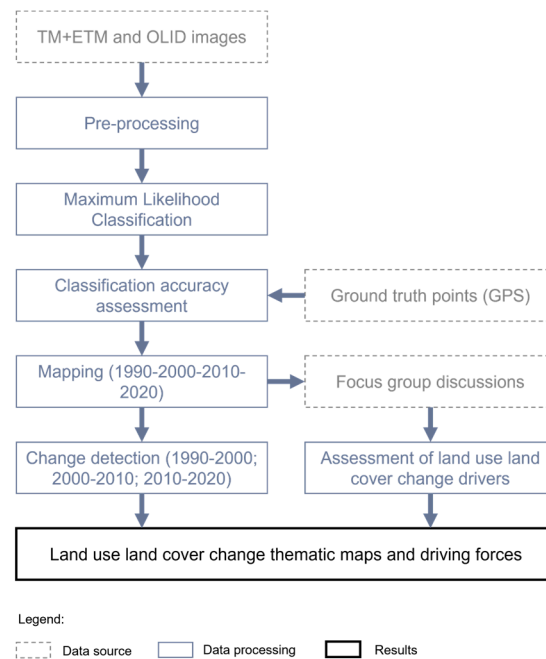 TM+ETM and OLID images
Pre-processing
Maximum Likelihood
Classification
Classification accuracy
assessment
Ground truth points (GPS)
Mapping (1990-2000-2010-
2020)
Focus group discussions
Change detection (1990-2000;
2000-2010; 2010-2020)
Assessment of land use land
cover change drivers
Land use land cover change thematic maps and driving forces
Legend:
Data source
Data processing
Results